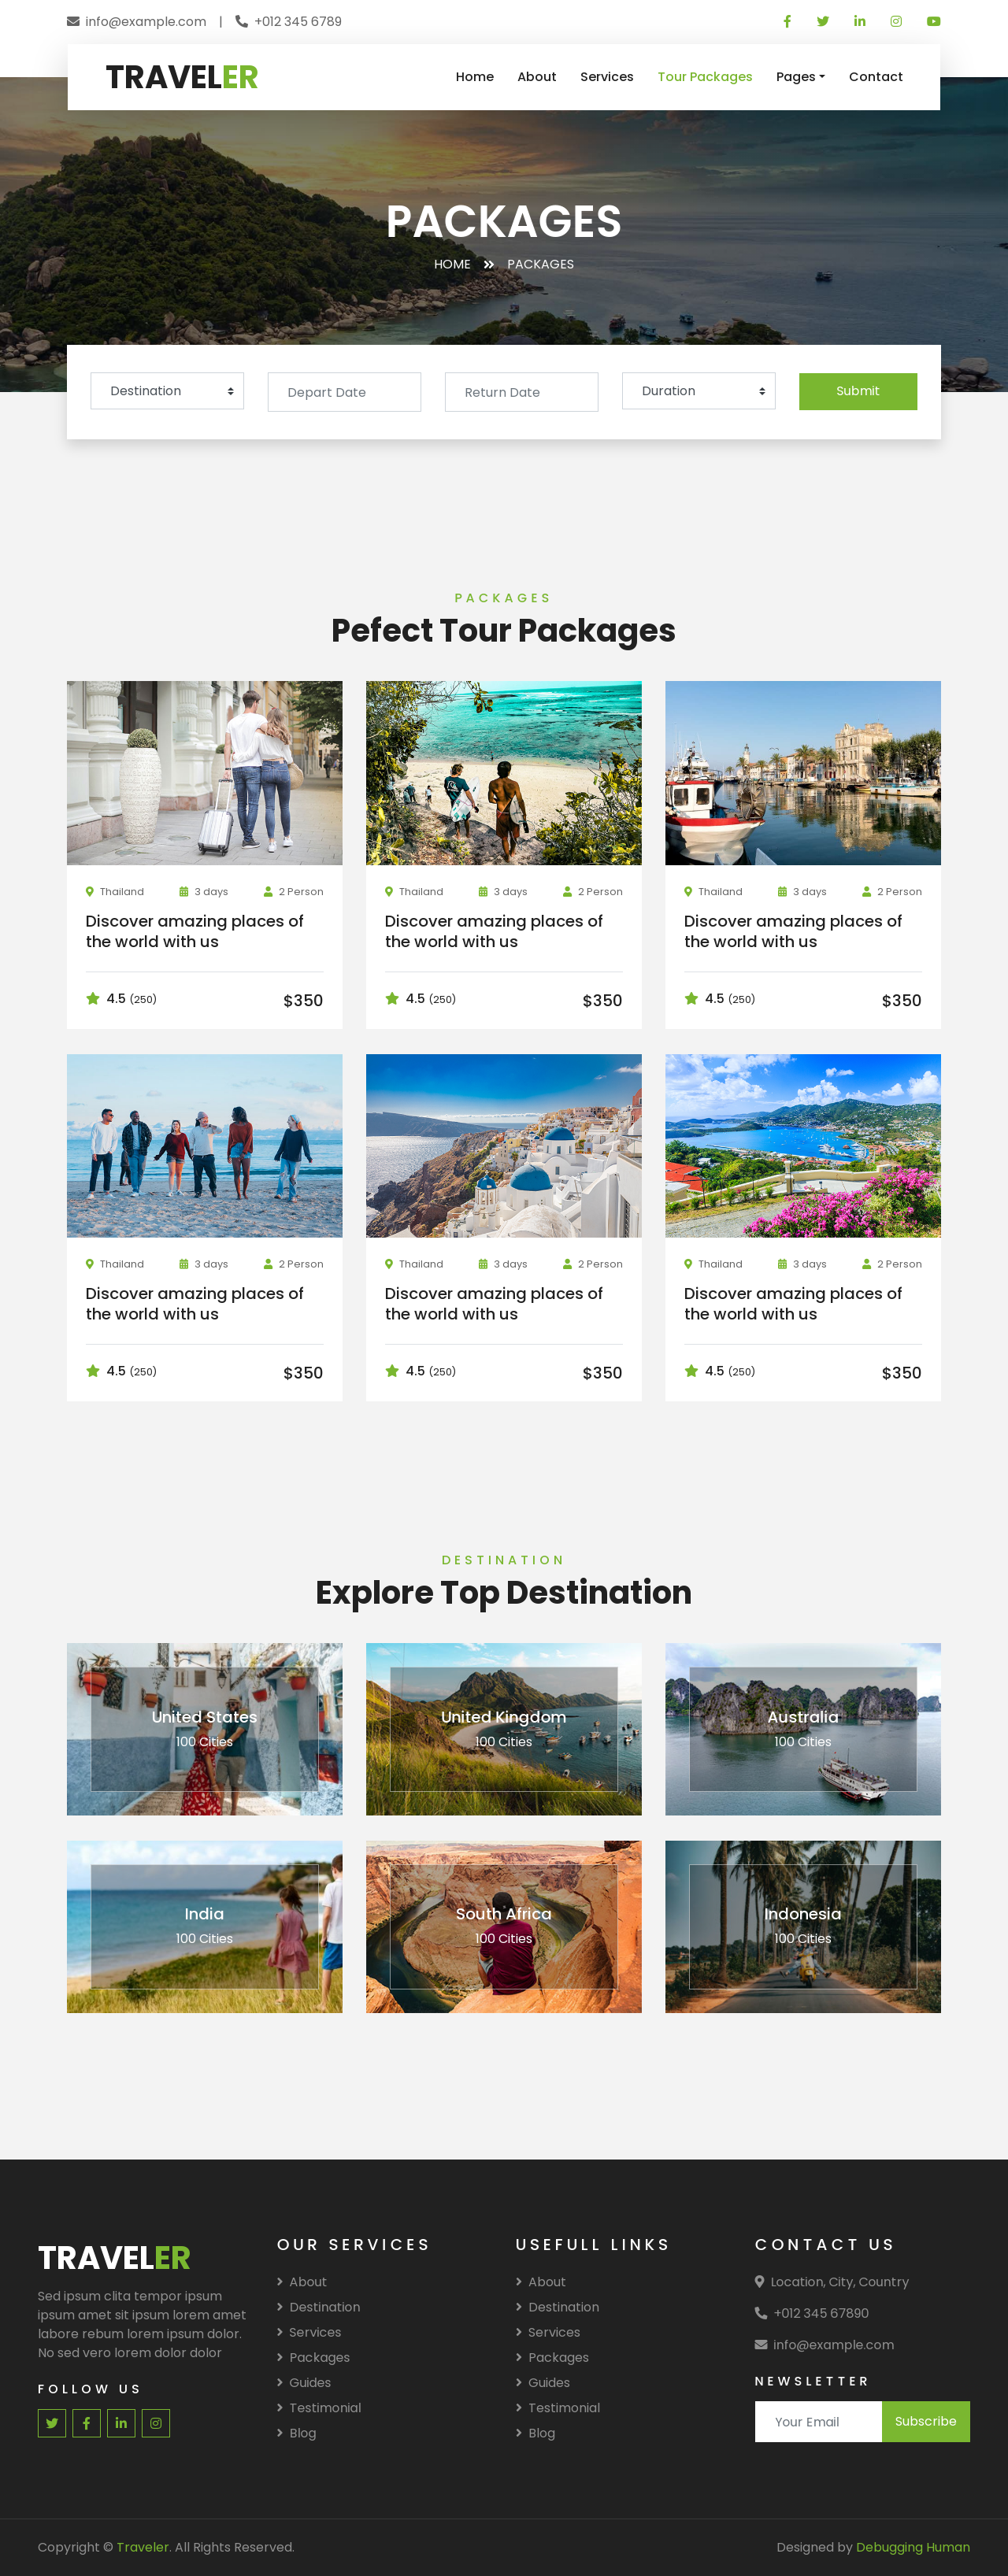 info@example.com | +012 345 6789
TRAVELER
Home About Services Tour Packages Pages Contact
PACKAGES
HOME PACKAGES
Destination Depart Date Return Date Duration Submit
PACKAGES
Pefect Tour Packages
Thailand 3 days 2 Person
Discover amazing places of
the world with us
4.5 (250) $350
Thailand 3 days 2 Person
Discover amazing places of
the world with us
4.5 (250) $350
Thailand 3 days 2 Person
Discover amazing places of
the world with us
4.5 (250) $350
Thailand 3 days 2 Person
Discover amazing places of
the world with us
4.5 (250) $350
Thailand 3 days 2 Person
Discover amazing places of
the world with us
4.5 (250) $350
Thailand 3 days 2 Person
Discover amazing places of
the world with us
4.5 (250) $350
DESTINATION
Explore Top Destination
United States
100 Cities
United Kingdom
100 Cities
Australia
100 Cities
India
100 Cities
South Africa
100 Cities
Indonesia
100 Cities
TRAVELER
Sed ipsum clita tempor ipsum
ipsum amet sit ipsum lorem amet
labore rebum lorem ipsum dolor.
No sed vero lorem dolor dolor
FOLLOW US
OUR SERVICES
About
Destination
Services
Packages
Guides
Testimonial
Blog
USEFULL LINKS
About
Destination
Services
Packages
Guides
Testimonial
Blog
CONTACT US
Location, City, Country
+012 345 67890
info@example.com
NEWSLETTER
Your Email Subscribe
Copyright © Traveler. All Rights Reserved.
Designed by Debugging Human